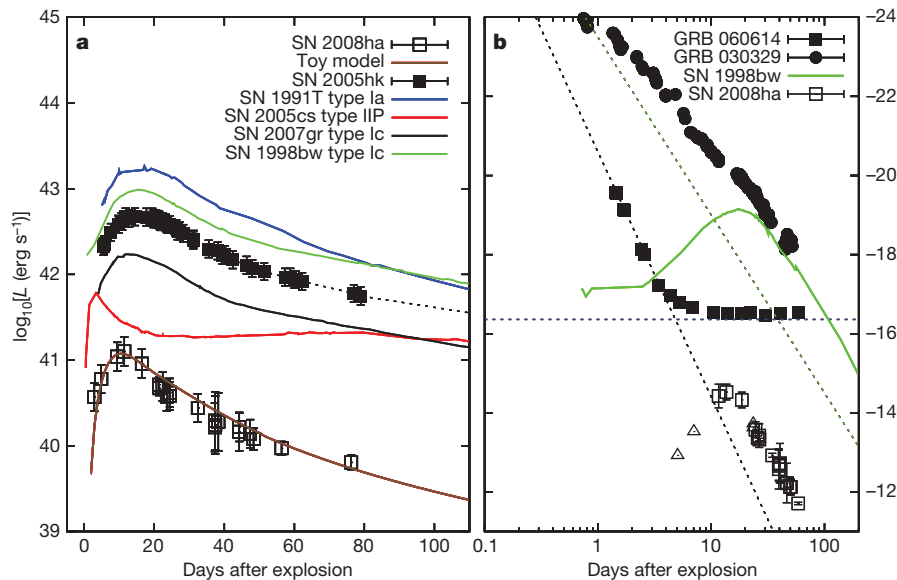 a
SN 2008ha
Toy model
SN 2005hk
SN 1991T type Ia
SN 2005cs type IIP
SN 2007gr type Ic
SN 1998bw type Ic
log₁₀[L (erg s⁻¹)]
45
44
43
42
41
40
39
0
20
40
60
80
100
Days after explosion
b
GRB 060614
GRB 030329
SN 1998bw
SN 2008ha
−24
−22
−20
−18
−16
−14
−12
0.1
1
10
100
Days after explosion